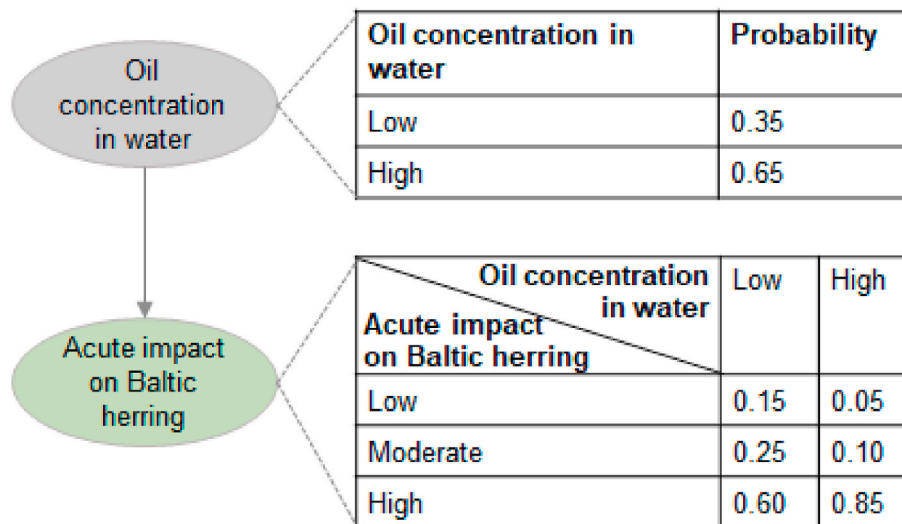 Oil
concentration
in water
Oil concentration in Probability
water
Low 0.35
High 0.65
Acute impact
on Baltic
herring
Oil concentration Low High
in water
Acute impact
on Baltic herring
Low 0.15 0.05
Moderate 0.25 0.10
High 0.60 0.85